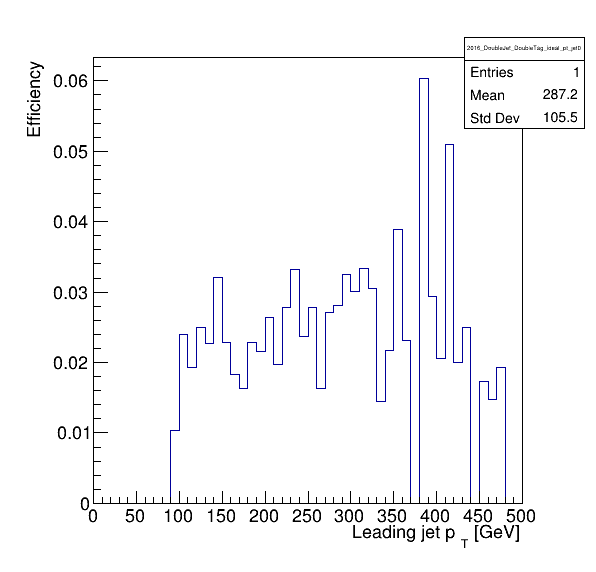 2016_DoubleJet_DoubleTag_ideal_pt_jet0
Entries 1
Mean 287.2
Std Dev 105.5
Efficiency
0.06
0.05
0.04
0.03
0.02
0.01
0
0 50 100 150 200 250 300 350 400 450 500
Leading jet p T [GeV]